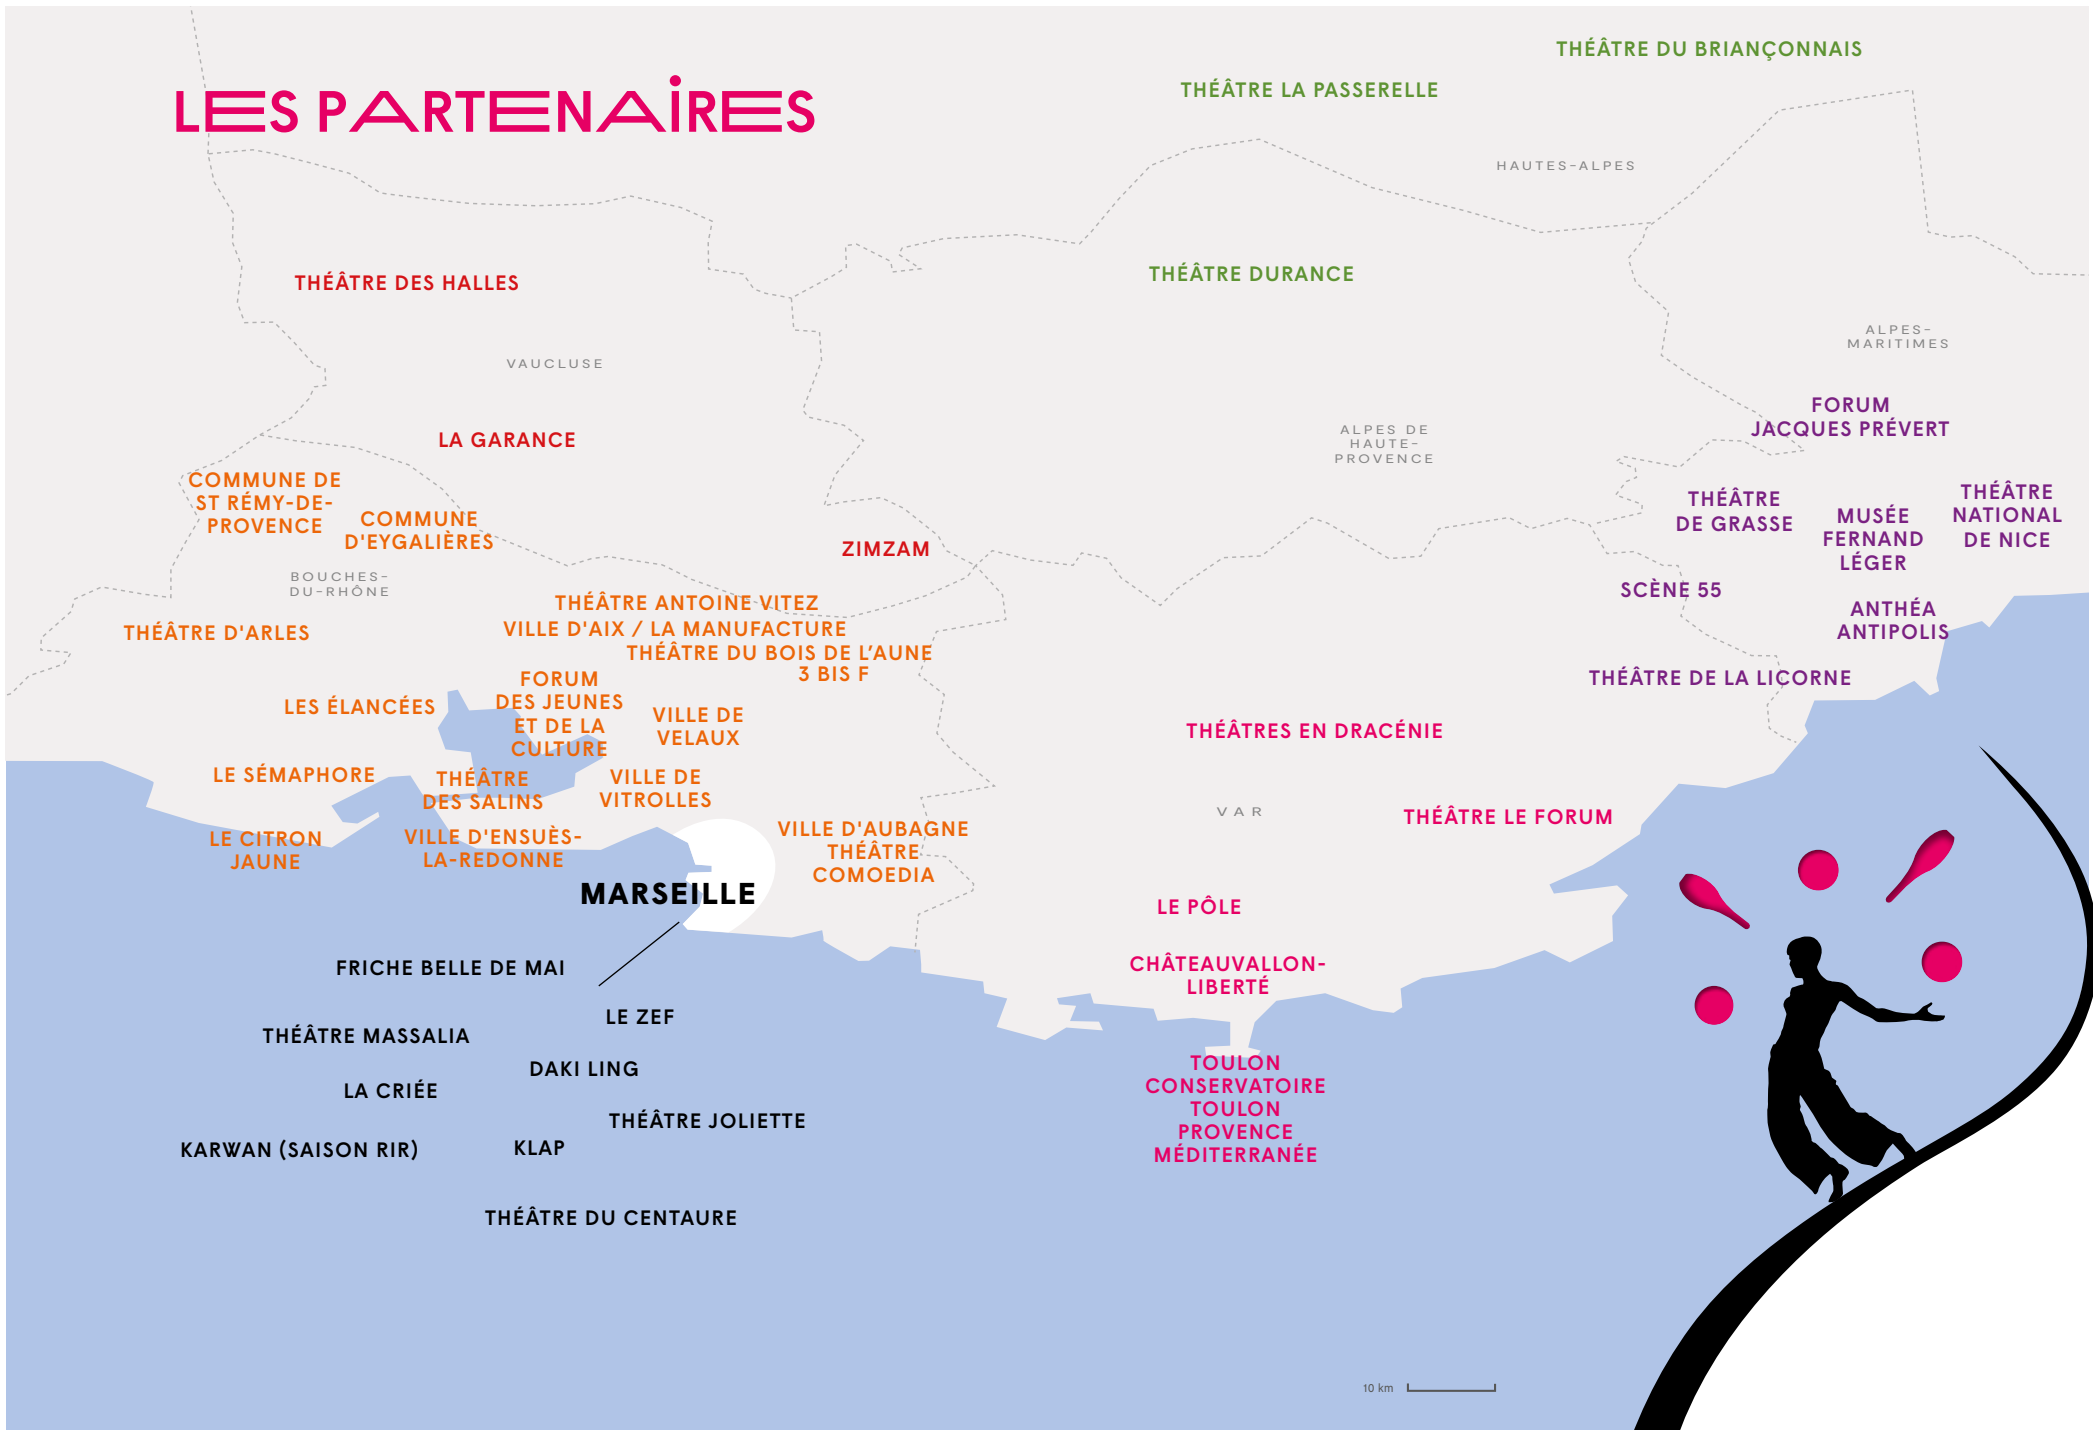 LES PARTENAIRES
THÉÂTRE DU BRIANÇONNAIS
THÉÂTRE LA PASSERELLE
HAUTES-ALPES
THÉÂTRE DURANCE
THÉÂTRE DES HALLES
VAUCLUSE
LA GARANCE
ALPES-
MARITIMES
FORUM
JACQUES PRÉVERT
ALPES DE
HAUTE-
PROVENCE
COMMUNE DE
ST RÉMY-DE-
PROVENCE
COMMUNE
D'EYGALIÈRES
ZIMZAM
THÉÂTRE
DE GRASSE
MUSÉE
FERNAND
LÉGER
THÉÂTRE
NATIONAL
DE NICE
BOUCHES-
DU-RHÔNE
SCÈNE 55
ANTHÉA
ANTIPOLIS
THÉÂTRE D'ARLES
THÉÂTRE ANTOINE VITEZ
VILLE D'AIX / LA MANUFACTURE
THÉÂTRE DU BOIS DE L’AUNE
3 BIS F
THÉÂTRE DE LA LICORNE
LES ÉLANCÉES
FORUM
DES JEUNES
ET DE LA
CULTURE
VILLE DE
VELAUX
THÉÂTRES EN DRACÉNIE
LE SÉMAPHORE
THÉÂTRE
DES SALINS
VILLE DE
VITROLLES
VAR
THÉÂTRE LE FORUM
LE CITRON
JAUNE
VILLE D'ENSUÈS-
LA-REDONNE
VILLE D'AUBAGNE
THÉÂTRE
COMOEDIA
MARSEILLE
LE PÔLE
CHÂTEAUVALLON-
LIBERTÉ
FRICHE BELLE DE MAI
LE ZEF
THÉÂTRE MASSALIA
DAKI LING
LA CRIÉE
THÉÂTRE JOLIETTE
KARWAN (SAISON RIR)
KLAP
THÉÂTRE DU CENTAURE
TOULON
CONSERVATOIRE
TOULON
PROVENCE
MÉDITERRANÉE
10 km